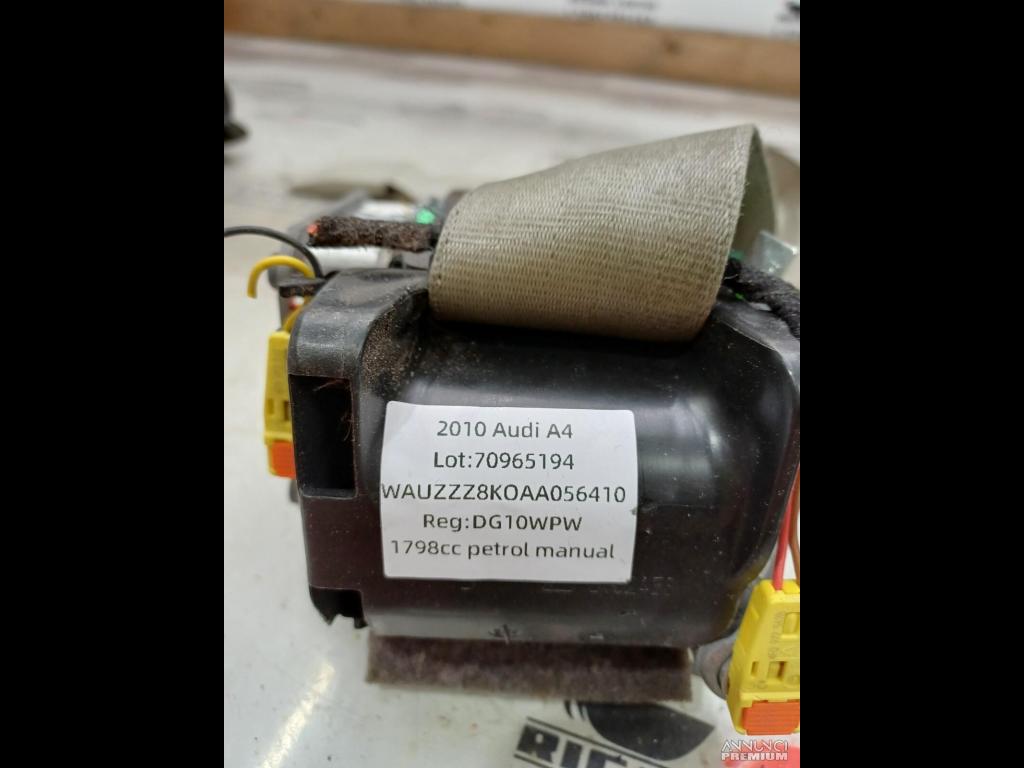 2010 Audi A4
Lot:70965194
WAUZZZ8KOAA056410
Reg:DG10WPW
1798cc petrol manual
ANNUNCI
PREMIUM